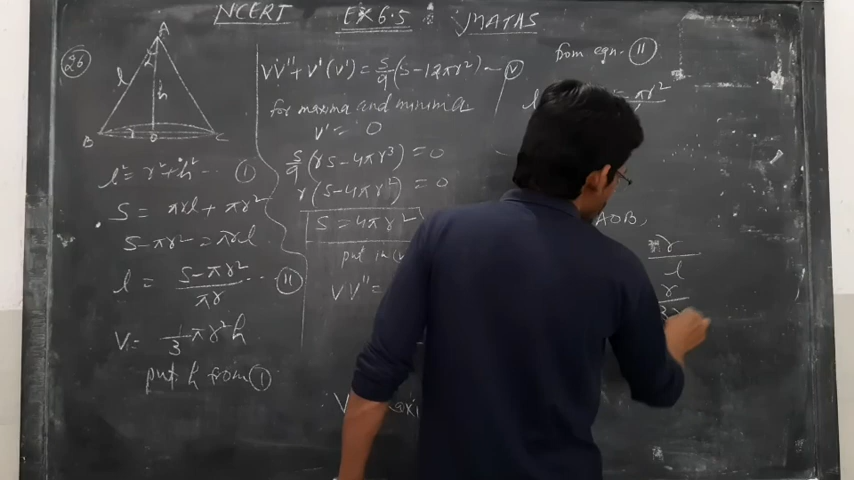 NCERT EX 6.5 MATHS
26
A
l
h
B
O
C
l² = r² + h² -- I
S = πrl + πr²
S-πr² = πrl
l = S-πr² / πr -- II
V = 1/3 πr²h
put h from I
VV'' + V'(V') = S/9 (S-12πr²) - V
for maxima and minima
V' = 0
S/9 (rS-4πr³) = 0
r(S-4πr²) = 0
S = 4πr²
put in (V
VV'' =
V
from eqn. II
l
= πr²
AOB,
r / l
r / 3r